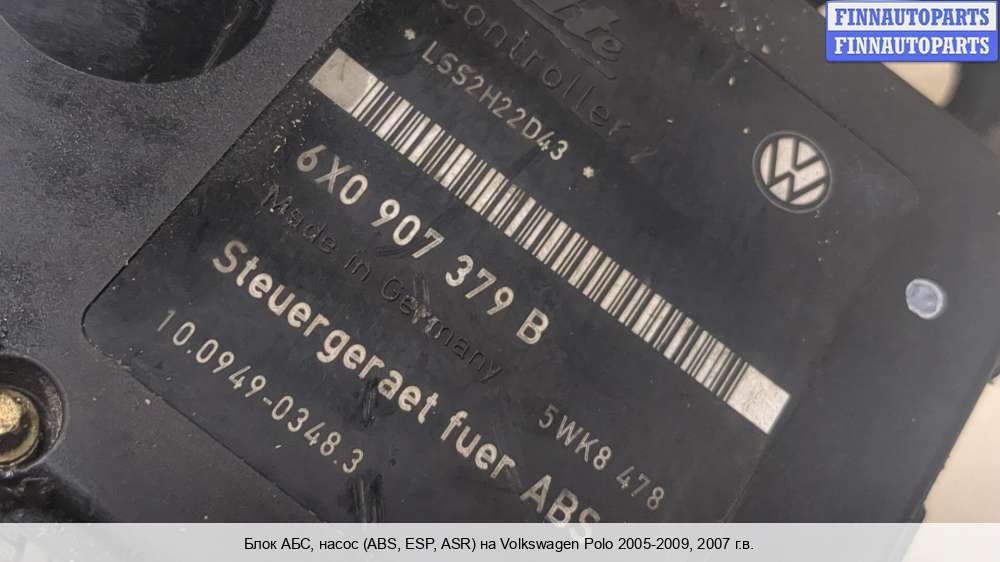 FINNAUTOPARTS
FINNAUTOPARTS
Controller
*LSS2H22D43*
6X0 907 379 B
Made in Germany
Steuergeraet fuer ABS
5WK8 478
10.0949-0348.3
Блок АБС, насос (ABS, ESP, ASR) на Volkswagen Polo 2005-2009, 2007 г.в.